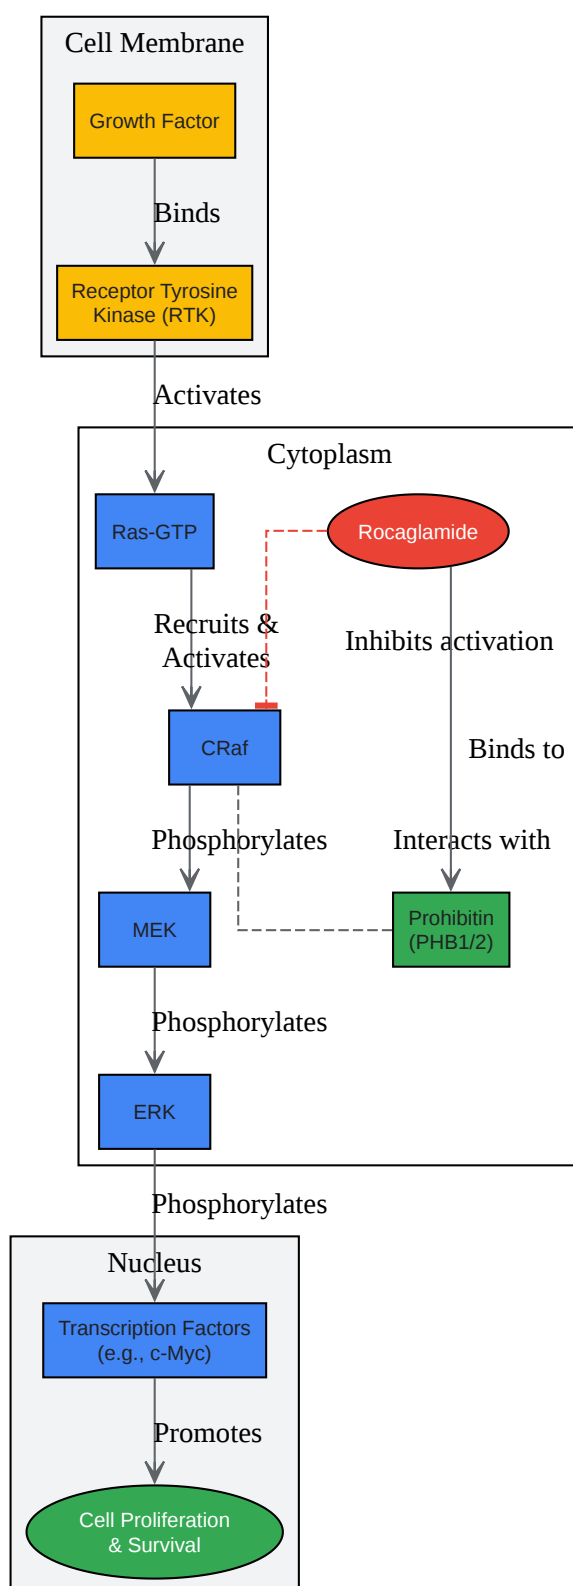 Cell Membrane
Growth Factor
Binds
Receptor Tyrosine
Kinase (RTK)
Activates
Cytoplasm
Ras-GTP
Rocaglamide
Recruits &
Activates
Inhibits activation
CRaf
Binds to
Phosphorylates
Interacts with
MEK
Prohibitin
(PHB1/2)
Phosphorylates
ERK
Phosphorylates
Nucleus
Transcription Factors
(e.g., c-Myc)
Promotes
Cell Proliferation
& Survival